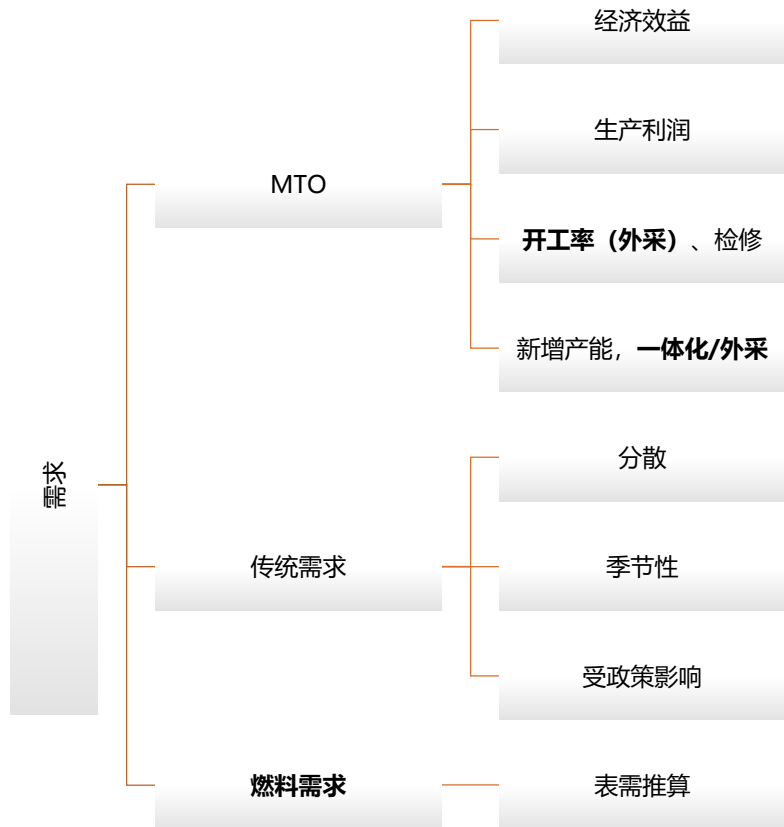 需求
MTO
经济效益
生产利润
开工率（外采）、检修
新增产能，一体化/外采
传统需求
分散
季节性
受政策影响
燃料需求
表需推算